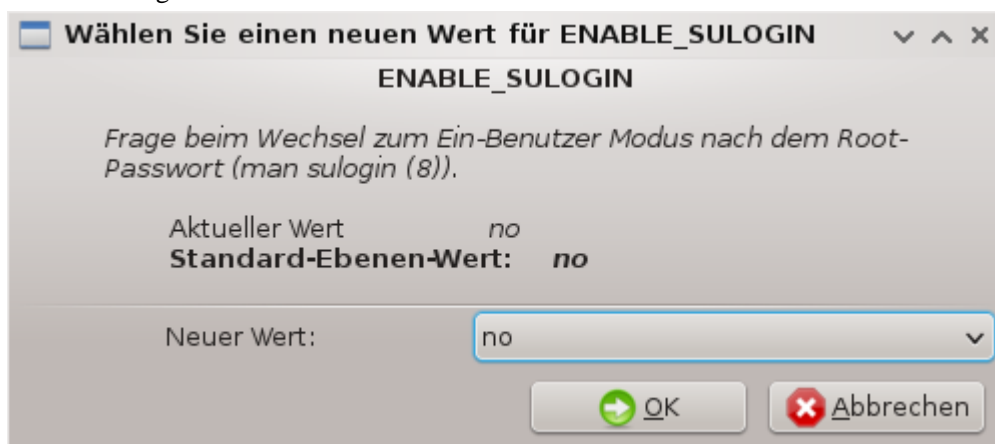 Wählen Sie einen neuen Wert für ENABLE_SULOGIN
ENABLE_SULOGIN
Frage beim Wechsel zum Ein-Benutzer Modus nach dem Root-
Passwort (man sulogin (8)).
Aktueller Wert no
Standard-Ebenen-Wert: no
Neuer Wert: no
OK Abbrechen